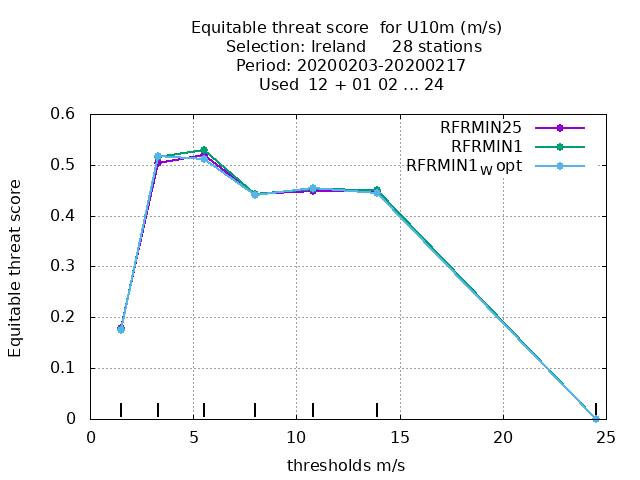 Equitable threat score for U10m (m/s)
Selection: Ireland 28 stations
Period: 20200203-20200217
Used 12 + 01 02 ... 24
RFRMIN25
RFRMIN1
RFRMIN1W opt
Equitable threat score
0.6
0.5
0.4
0.3
0.2
0.1
0
0 5 10 15 20 25
thresholds m/s